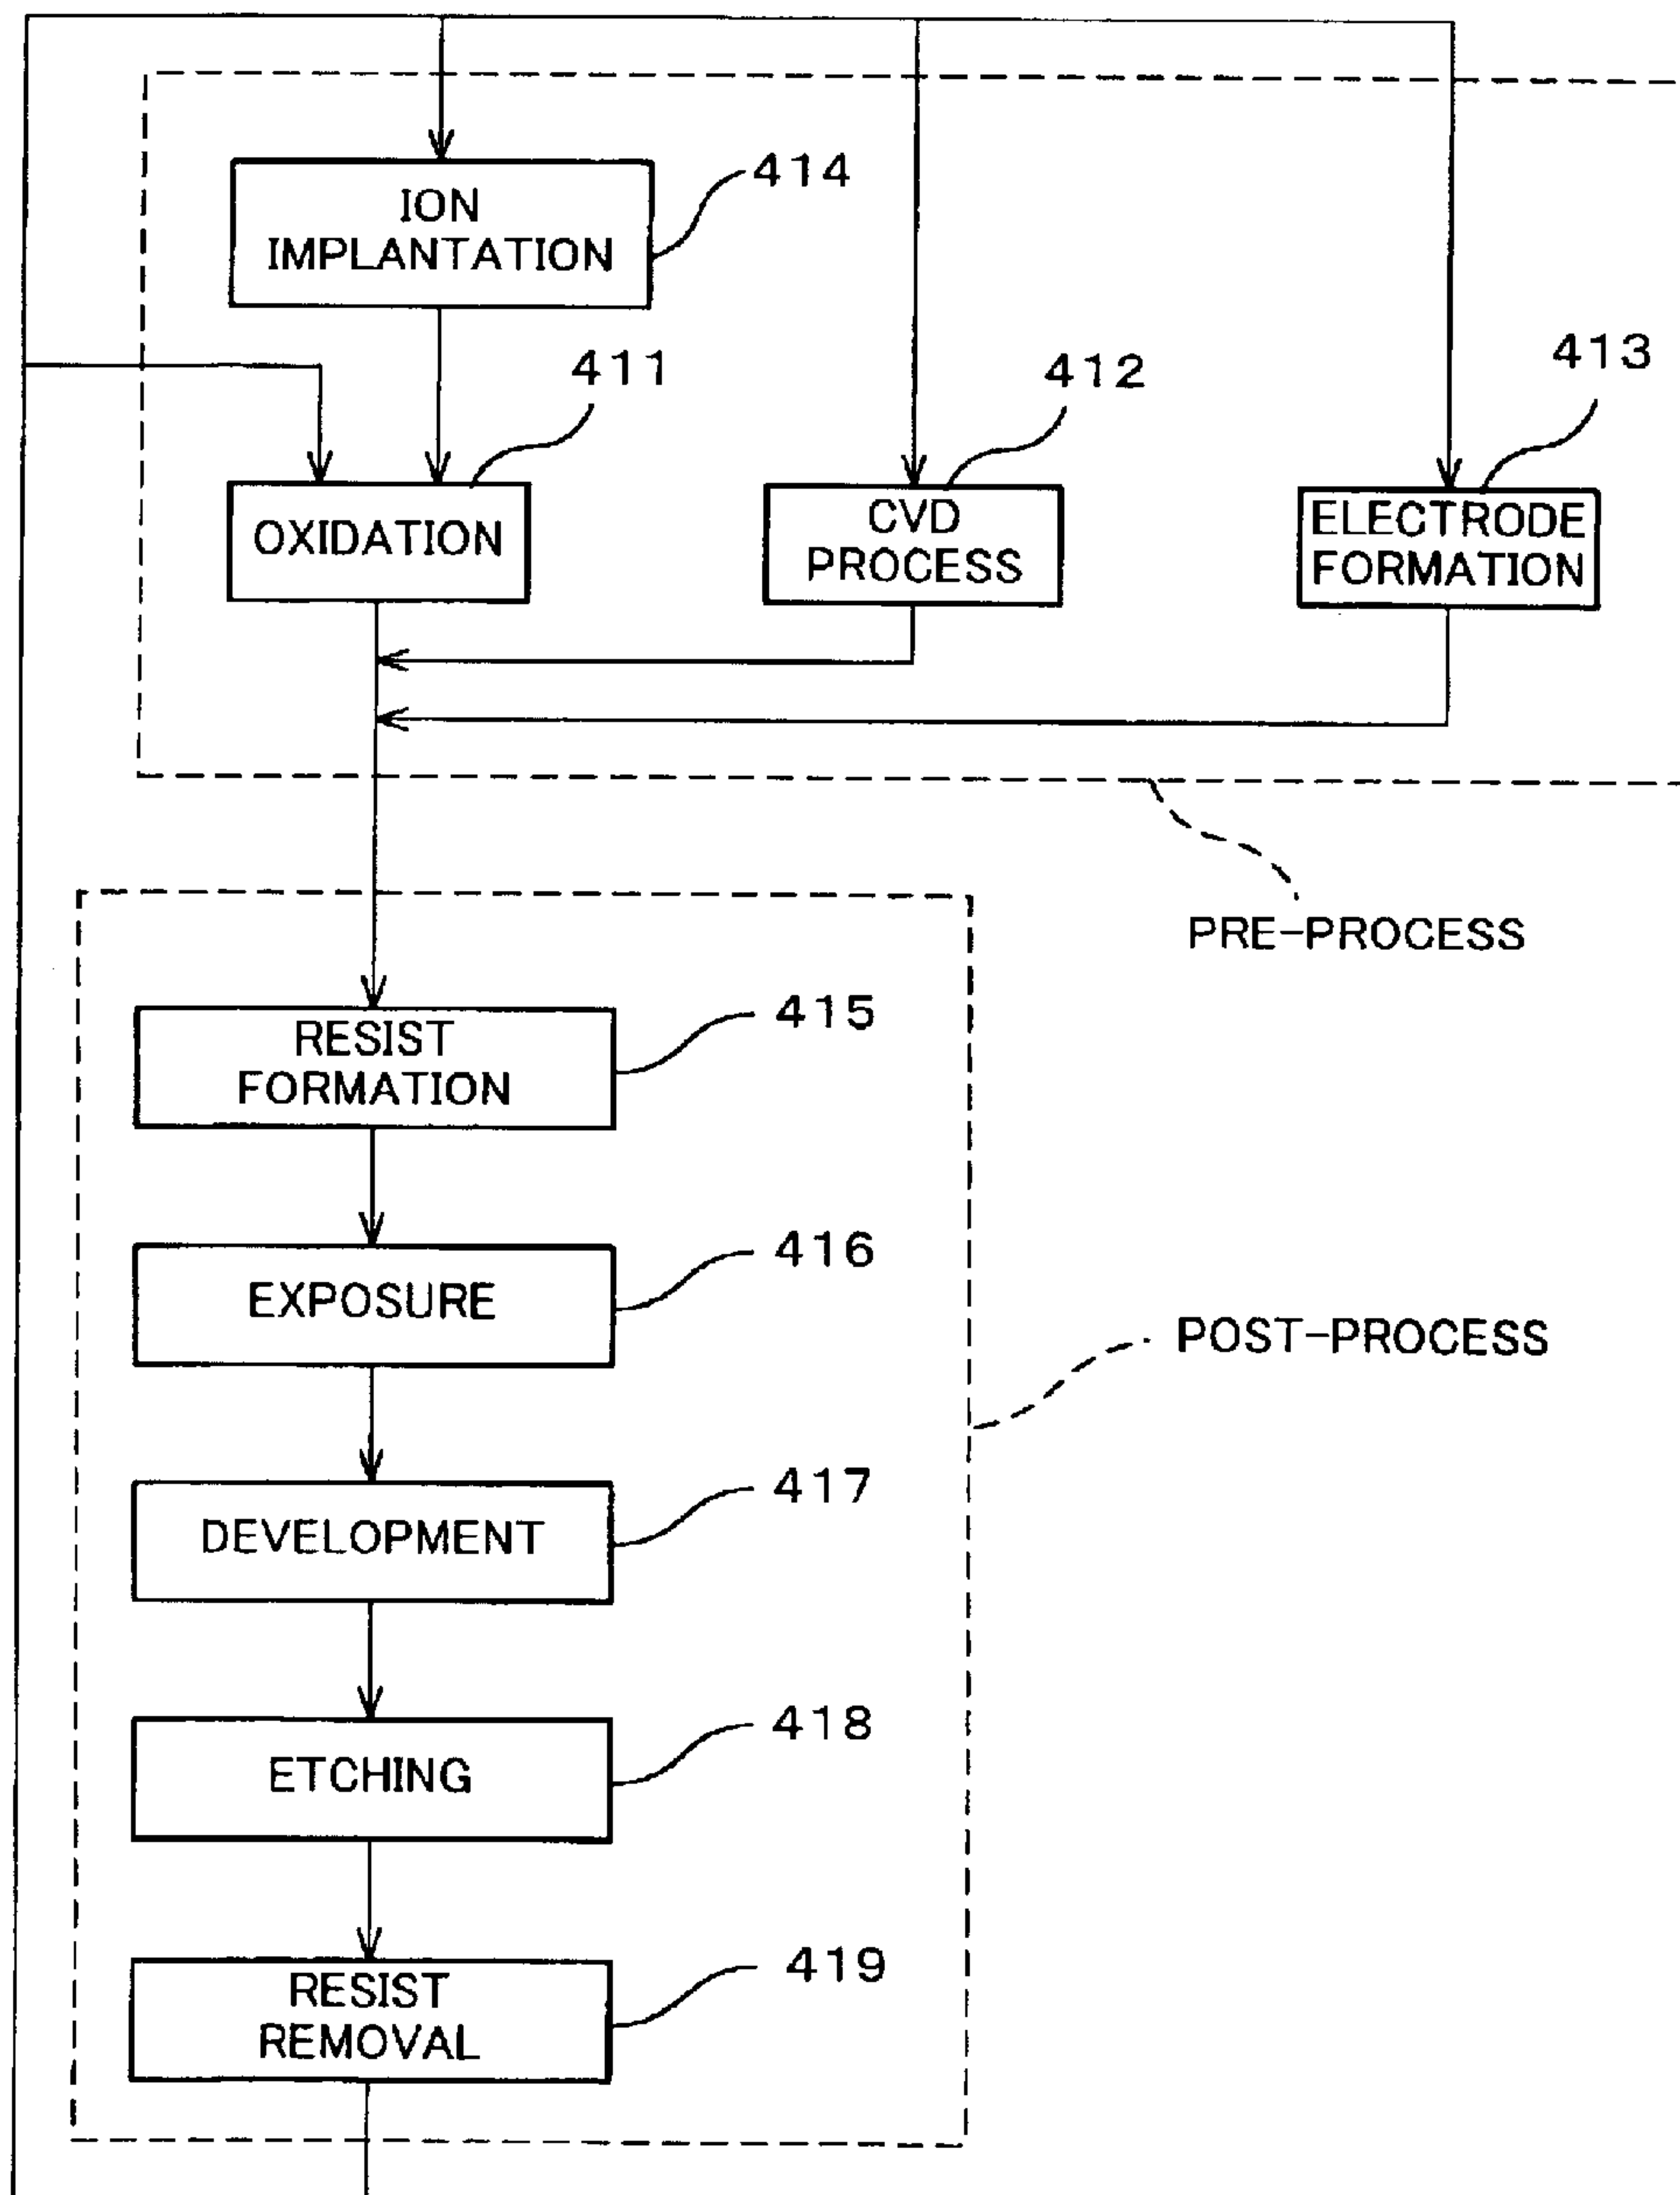 414
ION
IMPLANTATION
411
412
413
OXIDATION
CVD
PROCESS
ELECTRODE
FORMATION
PRE-PROCESS
415
RESIST
FORMATION
416
EXPOSURE
POST-PROCESS
417
DEVELOPMENT
418
ETCHING
419
RESIST
REMOVAL